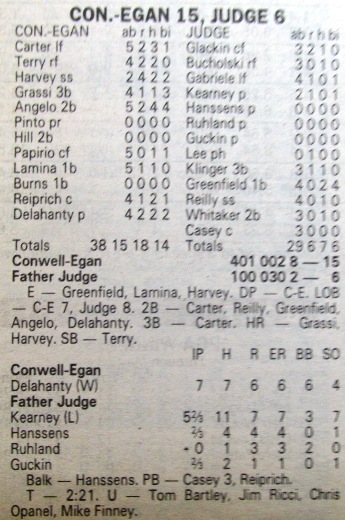 CON.-EGAN 15, JUDGE 6
CON.-EGAN ab r h bi JUDGE ab r h bi
Carter lf 5 2 3 1 Glackin cf 3 2 1 0
Terry rf 4 2 2 0 Bucholski rf 3 0 1 0
Harvey ss 2 4 2 2 Gabriele lf 4 1 0 1
Grassi 3b 4 1 1 3 Kearney p 2 1 0 1
Angelo 2b 5 2 4 4 Hanssens p 0 0 0 0
Pinto pr 0 0 0 0 Ruhland p 0 0 0 0
Hill 2b 0 0 0 0 Guckin p 0 0 0 0
Papirio cf 5 0 1 1 Lee ph 0 1 0 0
Lamina 1b 5 1 1 0 Klinger 3b 3 1 1 0
Burns 1b 0 0 0 0 Greenfield 1b 4 0 2 4
Reiprich c 4 1 2 1 Reilly ss 4 0 1 0
Delahanty p 4 2 2 2 Whitaker 2b 3 0 1 0
Casey c 3 0 0 0
Totals 38 15 18 14 Totals 29 6 7 6
Conwell-Egan 401 002 8 — 15
Father Judge 100 030 2 — 6
E — Greenfield, Lamina, Harvey. DP — C-E. LOB
— C-E 7, Judge 8. 2B — Carter, Reilly, Greenfield,
Angelo, Delahanty. 3B — Carter. HR — Grassi,
Harvey. SB — Terry.
IP H R ER BB SO
Conwell-Egan
Delahanty (W) 7 7 6 6 6 4
Father Judge
Kearney (L) 5⅔ 11 7 7 3 7
Hanssens ⅔ 4 4 4 0 1
Ruhland 0 1 3 3 2 0
Guckin ⅔ 2 1 1 0 1
Balk — Hanssens. PB — Casey 3, Reiprich.
T — 2:21. U — Tom Bartley, Jim Ricci, Chris
Opanel, Mike Finney.